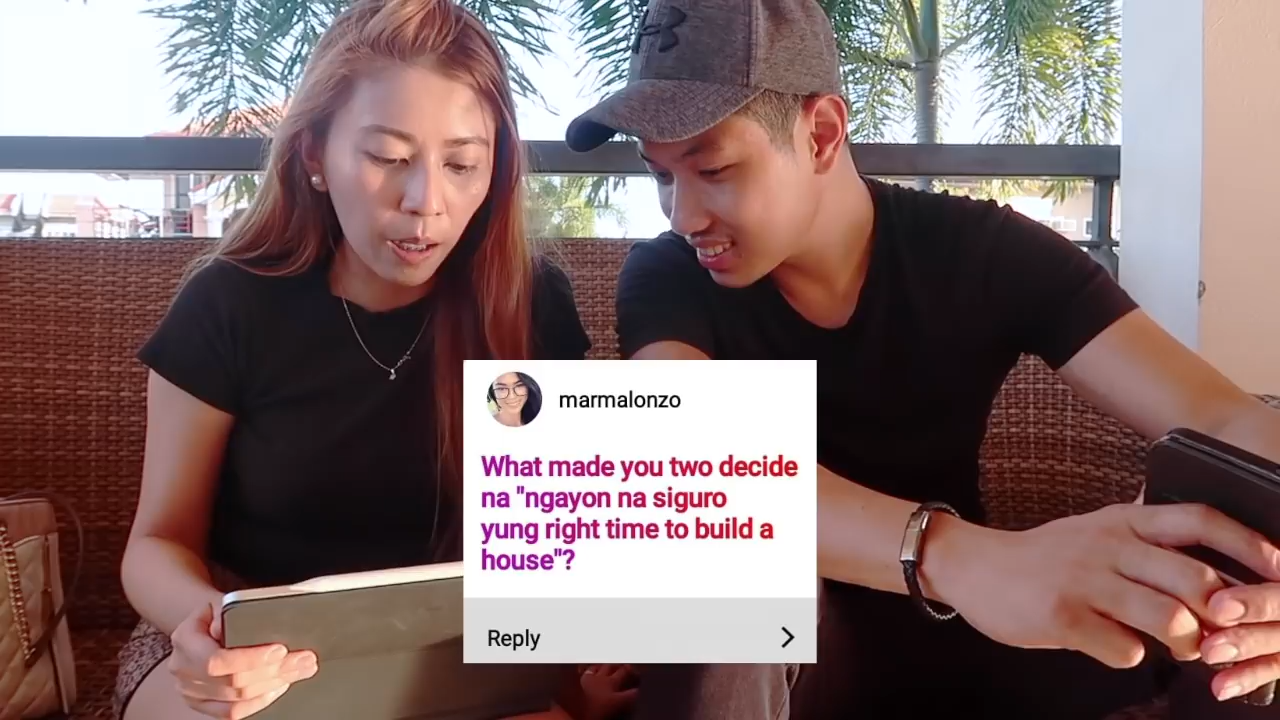 marmalonzo
What made you two decide
na "ngayon na siguro
yung right time to build a
house"?
Reply